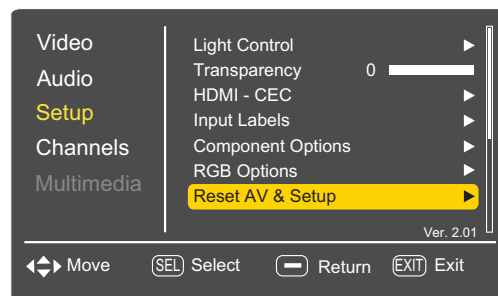 Video
Audio
Setup
Channels
Multimedia
Light Control
Transparency 0
HDMI - CEC
Input Labels
Component Options
RGB Options
Reset AV & Setup
Ver. 2.01
Move SEL Select Return EXIT Exit